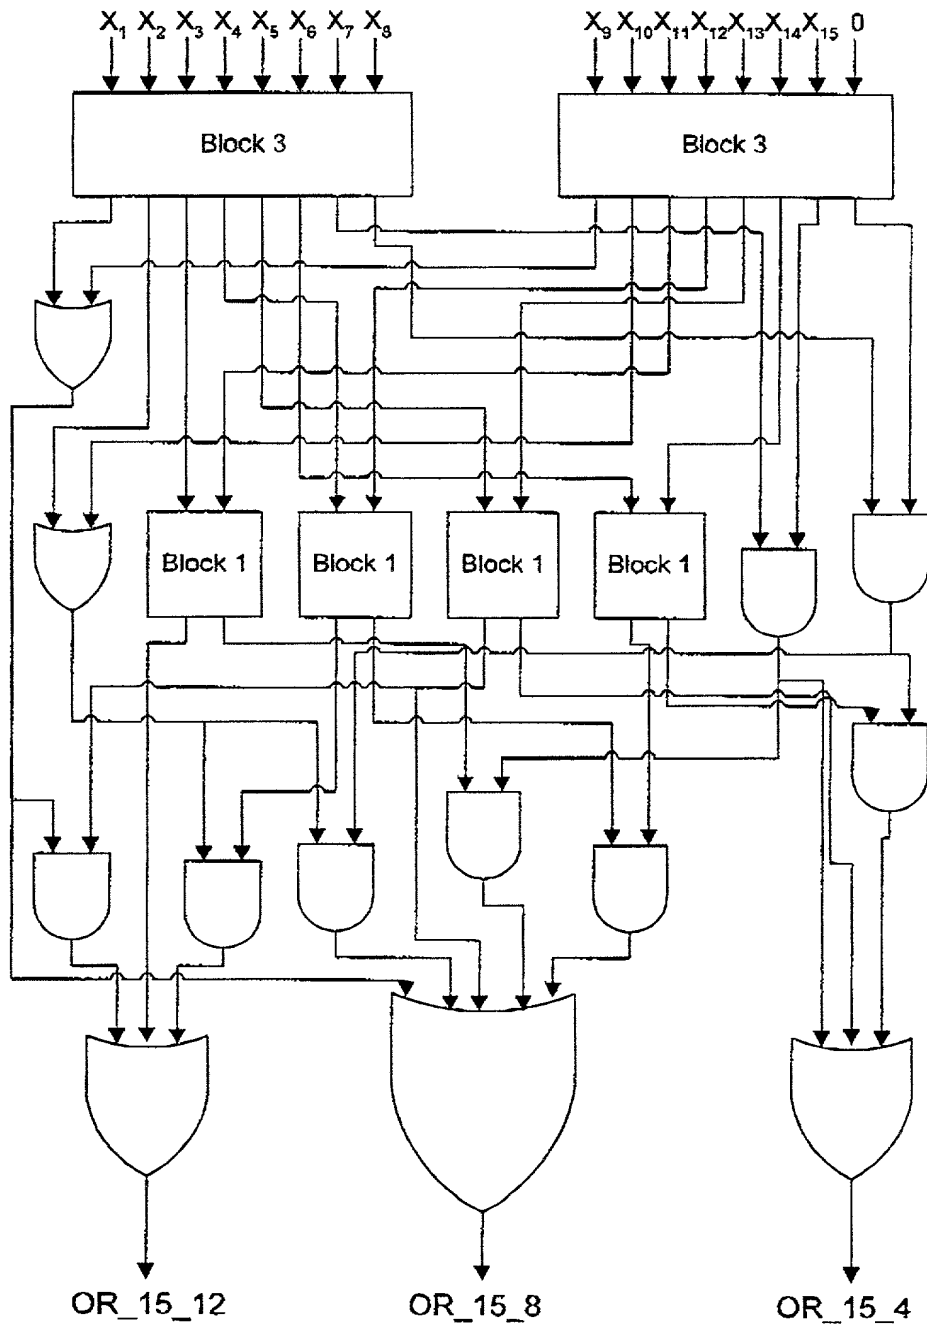 X₁ X₂ X₃ X₄ X₅ X₆ X₇ X₈ X₉ X₁₀ X₁₁ X₁₂ X₁₃ X₁₄ X₁₅ 0
Block 3 Block 3
Block 1 Block 1 Block 1 Block 1
OR_15_12 OR_15_8 OR_15_4